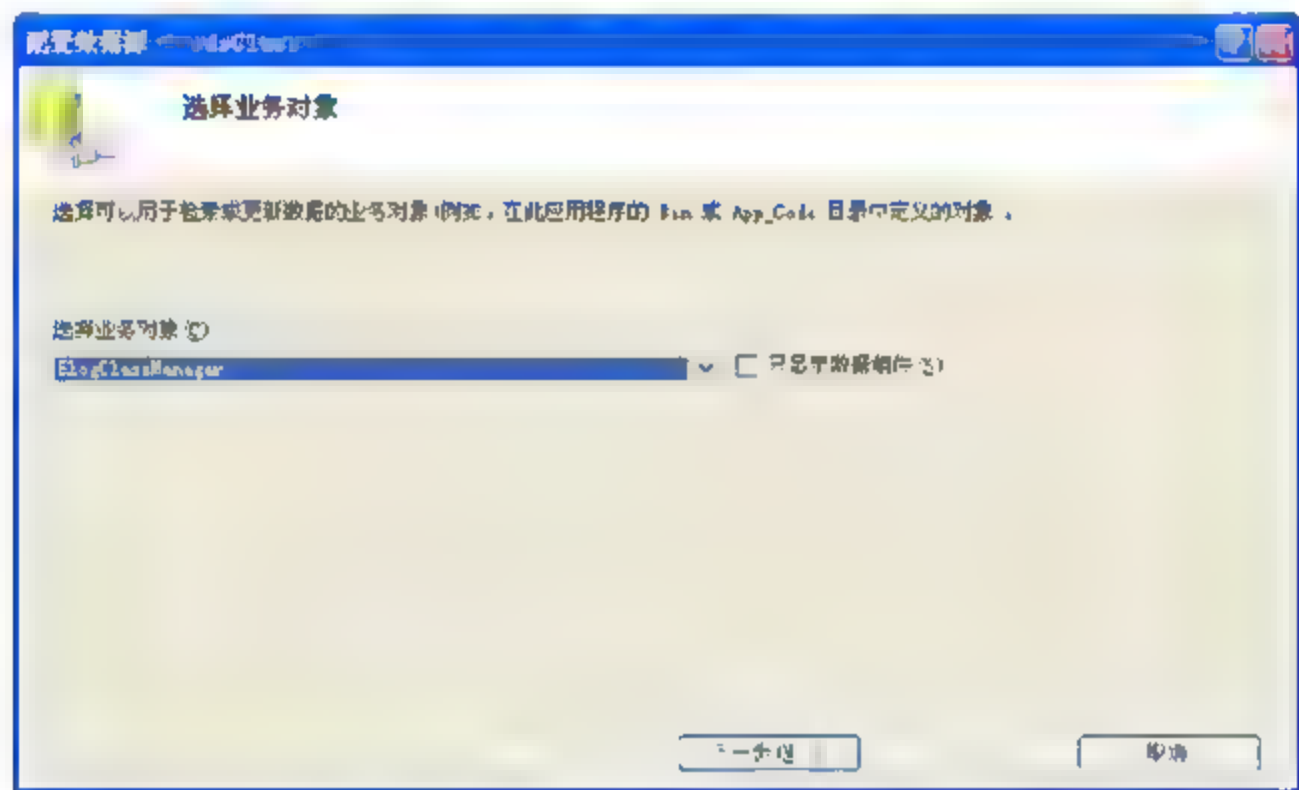 配置数据源
选择业务对象
选择可以用于检索或更新数据的业务对象(例如，在此应用程序的 Bin 或 App_Code 目录中定义的对象)。
选择业务对象(C)
BlogClassManager
只显示数据组件(S)
下一步(N)
取消